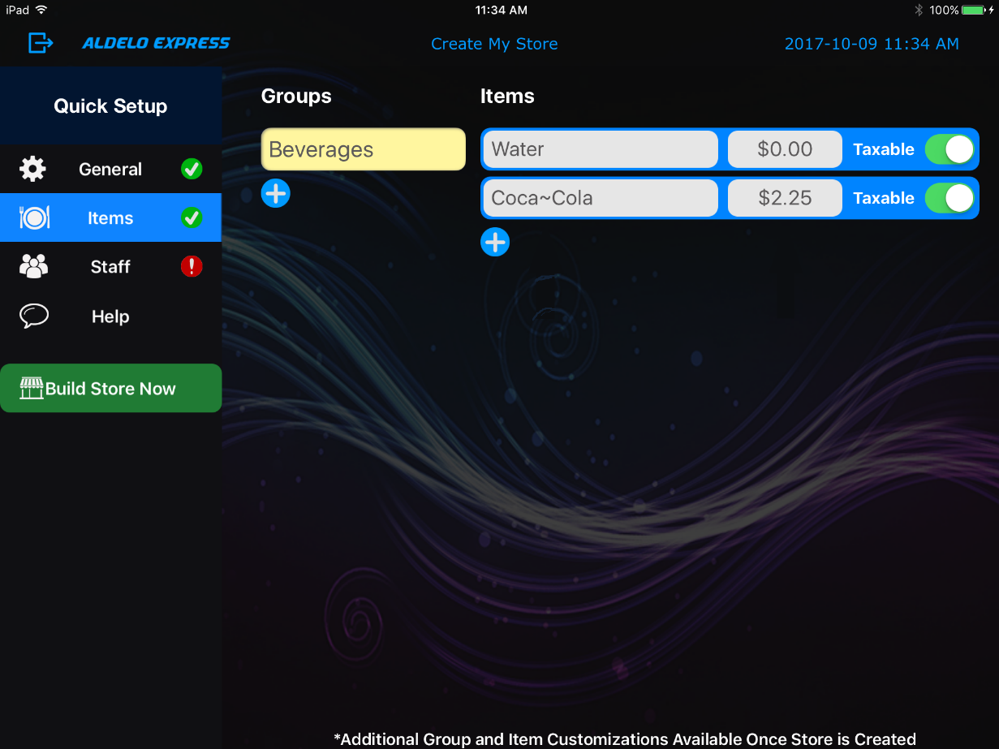 iPad 11:34 AM 100%
ALDELO EXPRESS Create My Store 2017-10-09 11:34 AM
Quick Setup
General
Items
Staff
Help
Build Store Now
Groups
Beverages
Items
Water $0.00 Taxable
Coca~Cola $2.25 Taxable
*Additional Group and Item Customizations Available Once Store is Created